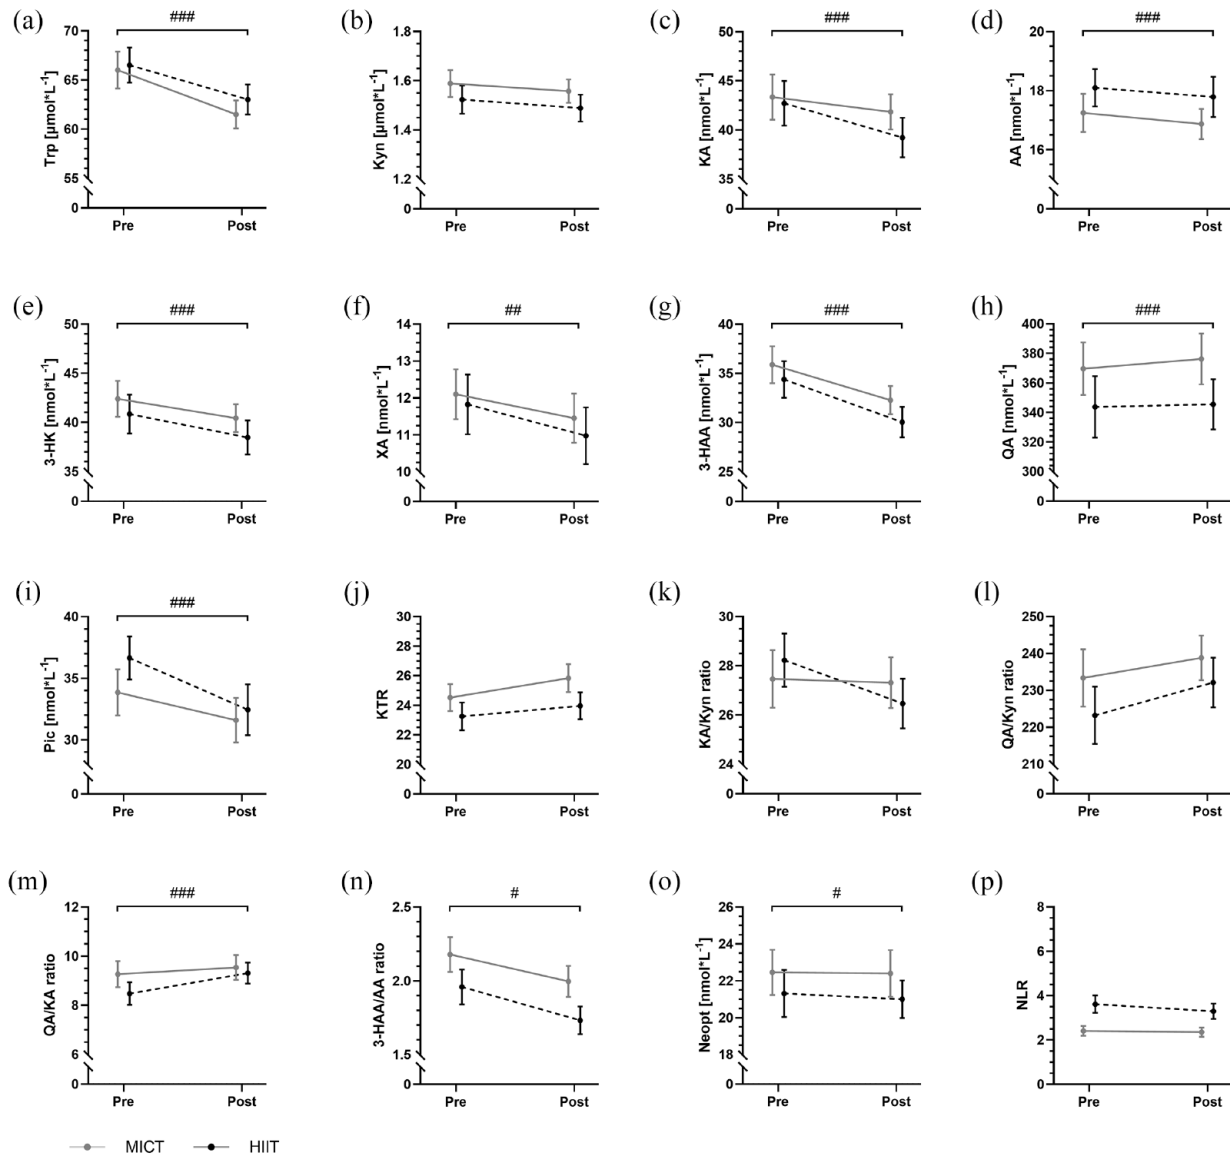 (a) (b) (c) (d)
### ### ###
Trp [µmol*L⁻¹]
70
65
60
55
0
Pre Post
Kyn [µmol*L⁻¹]
1.8
1.6
1.4
1.2
0
Pre Post
KA [nmol*L⁻¹]
50
45
40
35
0
Pre Post
AA [nmol*L⁻¹]
20
18
16
0
Pre Post
(e) (f) (g) (h)
### ## ### ###
3-HK [nmol*L⁻¹]
50
45
40
35
0
Pre Post
XA [nmol*L⁻¹]
14
13
12
11
10
0
Pre Post
3-HAA [nmol*L⁻¹]
40
35
30
25
0
Pre Post
QA [nmol*L⁻¹]
400
380
360
340
320
300
0
Pre Post
(i) (j) (k) (l)
###
Pic [nmol*L⁻¹]
40
35
30
0
Pre Post
KTR
30
28
26
24
22
20
0
Pre Post
KA/Kyn ratio
30
28
26
24
0
Pre Post
QA/Kyn ratio
250
240
230
220
210
0
Pre Post
(m) (n) (o) (p)
### # #
QA/KA ratio
12
10
8
6
0
Pre Post
3-HAA/AA ratio
2.5
2.0
1.5
0
Pre Post
Neopt [nmol*L⁻¹]
26
24
22
20
18
0
Pre Post
NLR
8
6
4
2
0
Pre Post
MICT HIIT